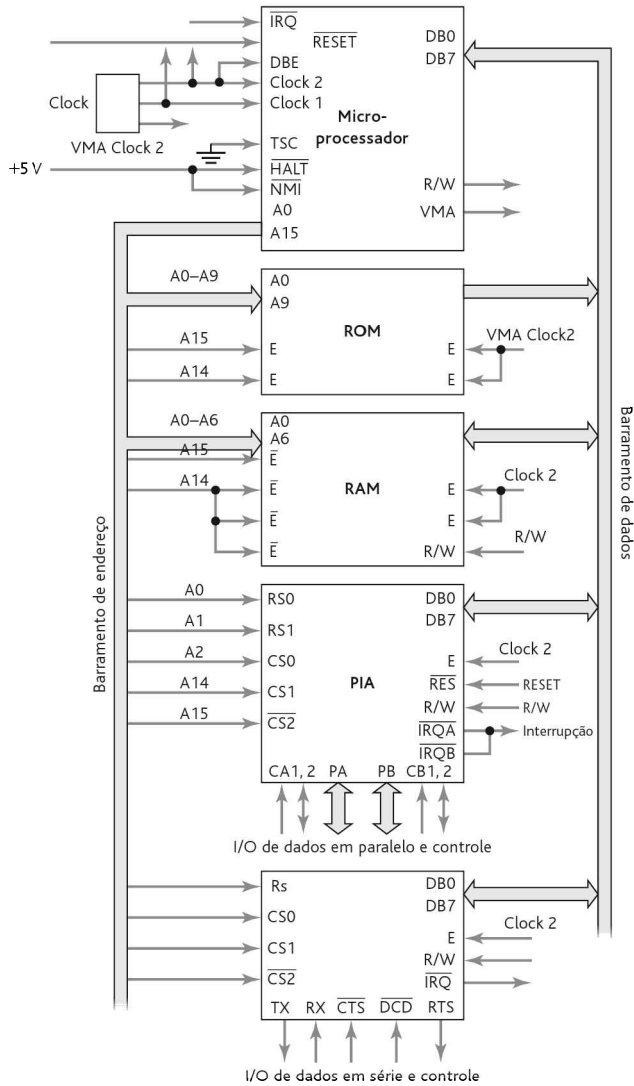 IRQ
RESET
DB0
DBE
DB7
Clock 2
Clock
Clock 1
Micro-
processador
VMA Clock 2
TSC
+5 V
HALT
NMI
R/W
A0
VMA
A15
A0–A9
A0
A9
ROM
VMA Clock2
A15
E
E
A14
E
E
A0–A6
A0
A6
A15
E
RAM
Clock 2
A14
E
E
E
E
R/W
E
R/W
Barramento de endereço
Barramento de dados
A0
RS0
DB0
DB7
A1
RS1
A2
CS0
PIA
E
Clock 2
A14
CS1
RES
RESET
A15
CS2
R/W
R/W
IRQA
Interrupção
IRQB
CA1, 2
PA
PB
CB1, 2
I/O de dados em paralelo e controle
Rs
DB0
DB7
CS0
Clock 2
CS1
E
R/W
CS2
IRQ
TX
RX
CTS
DCD
RTS
I/O de dados em série e controle